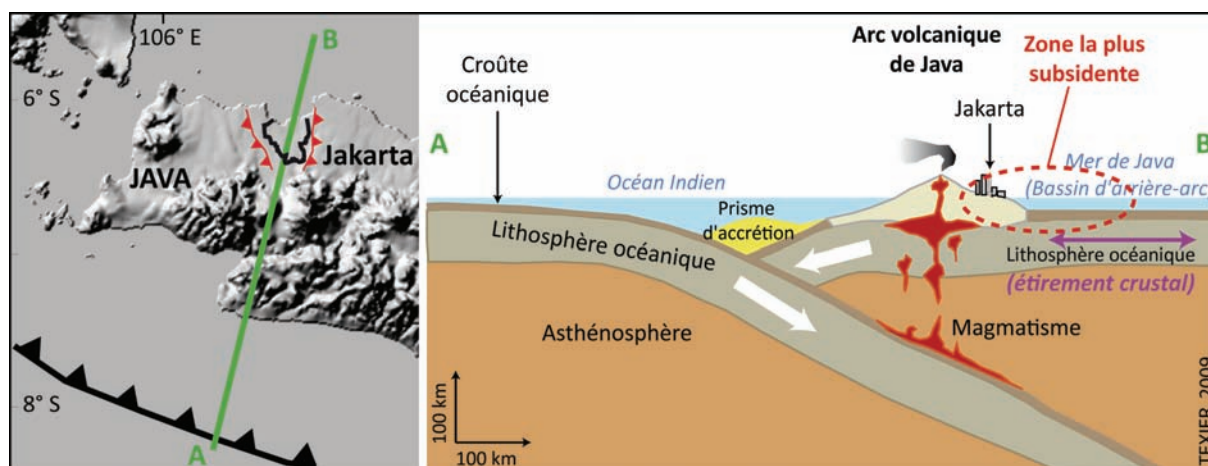 106° E
6° S
8° S
JAVA
Jakarta
B
A
A
Croûte
océanique
Océan Indien
Prisme
d'accrétion
Lithosphère océanique
Asthénosphère
100 km
100 km
Arc volcanique
de Java
Jakarta
Zone la plus
subsidente
B
Mer de Java
(Bassin d'arrière-arc)
Lithosphère océanique
(étirement crustal)
Magmatisme
TEXIER, 2009